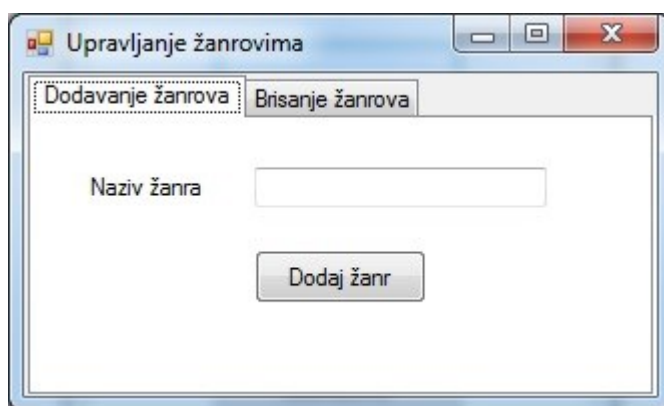 Upravljanje žanrovima
Dodavanje žanrova Brisanje žanrova
Naziv žanra
Dodaj žanr